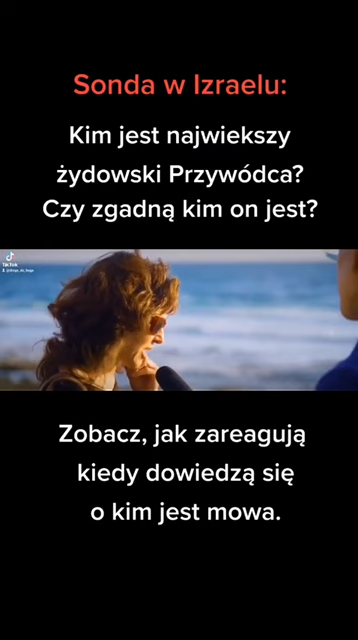 Sonda w Izraelu:
Kim jest najwiekszy
żydowski Przywódca?
Czy zgadną kim on jest?
TikTok
@droga_do_boga
Zobacz, jak zareagują
kiedy dowiedzą się
o kim jest mowa.